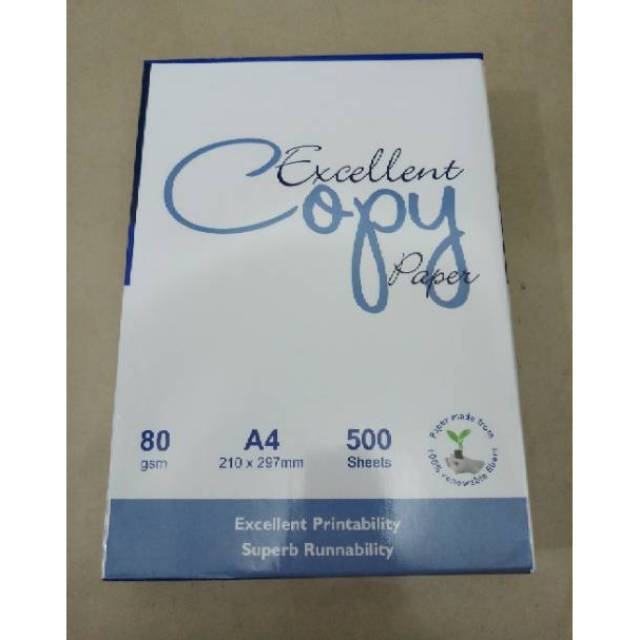 Excellent
Copy
Paper
80
gsm
A4
210 x 297mm
500
Sheets
Paper made from
100% renewable fibers
Excellent Printability
Superb Runnability